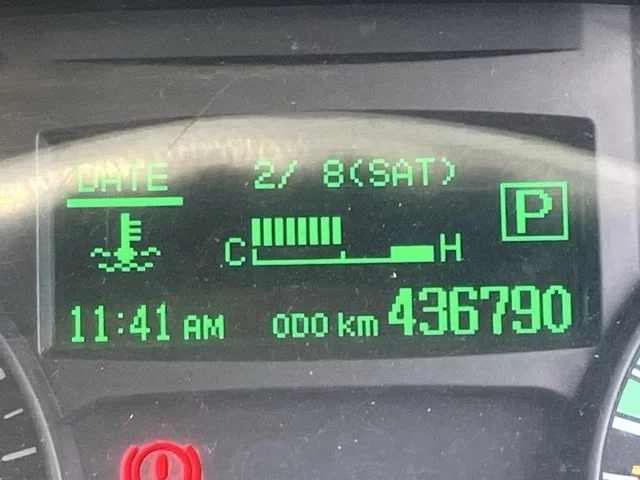 DATE 2/ 8(SAT)
P
C H
11:41 AM ODO km 436790